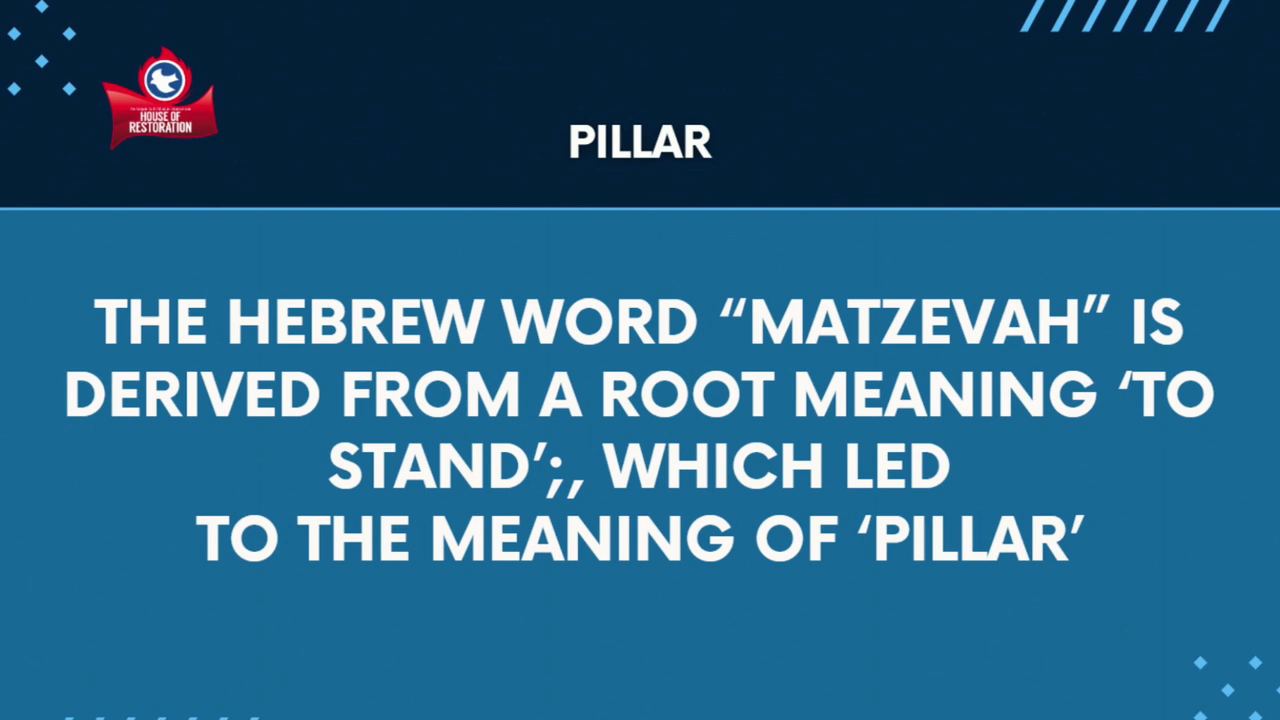 HOUSE OF
RESTORATION
PILLAR
THE HEBREW WORD “MATZEVAH” IS
DERIVED FROM A ROOT MEANING ‘TO
STAND’;, WHICH LED
TO THE MEANING OF ‘PILLAR’